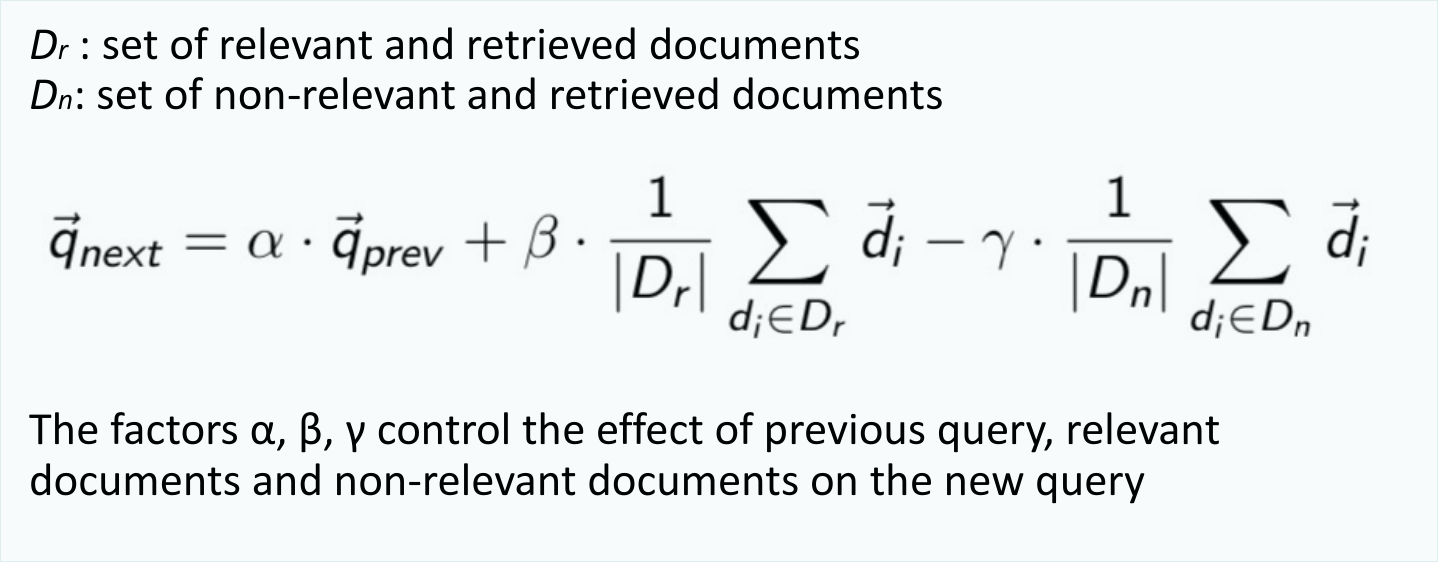 Dr : set of relevant and retrieved documents
Dn: set of non-relevant and retrieved documents
$\vec{q}_{next} = \alpha \cdot \vec{q}_{prev} + \beta \cdot \frac{1}{|D_r|} \sum_{d_i \in D_r} \vec{d}_i - \gamma \cdot \frac{1}{|D_n|} \sum_{d_i \in D_n} \vec{d}_i$
The factors α, β, γ control the effect of previous query, relevant
documents and non-relevant documents on the new query